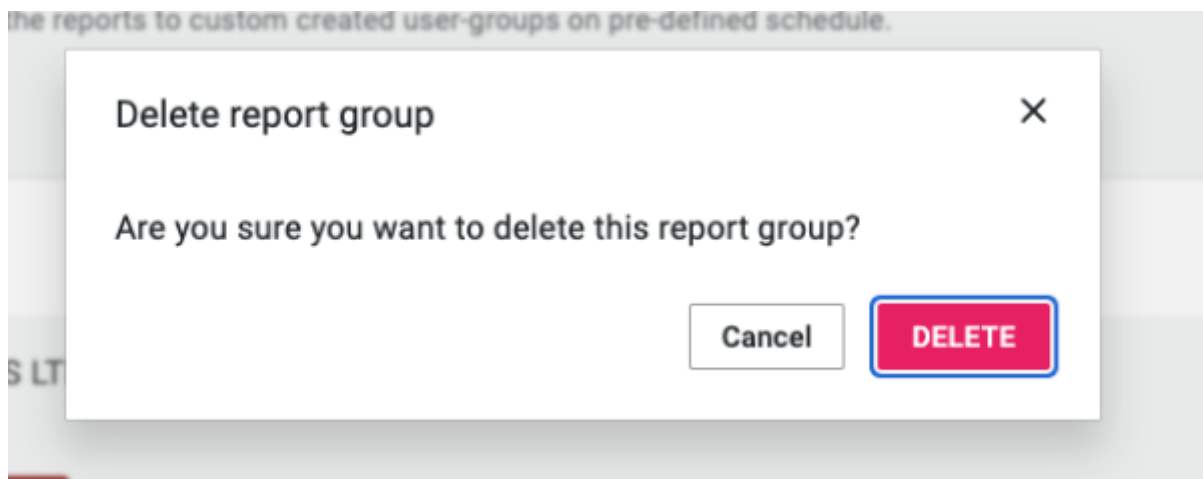 the reports to custom created user-groups on pre-defined schedule.
Delete report group
Are you sure you want to delete this report group?
Cancel
DELETE
S LT